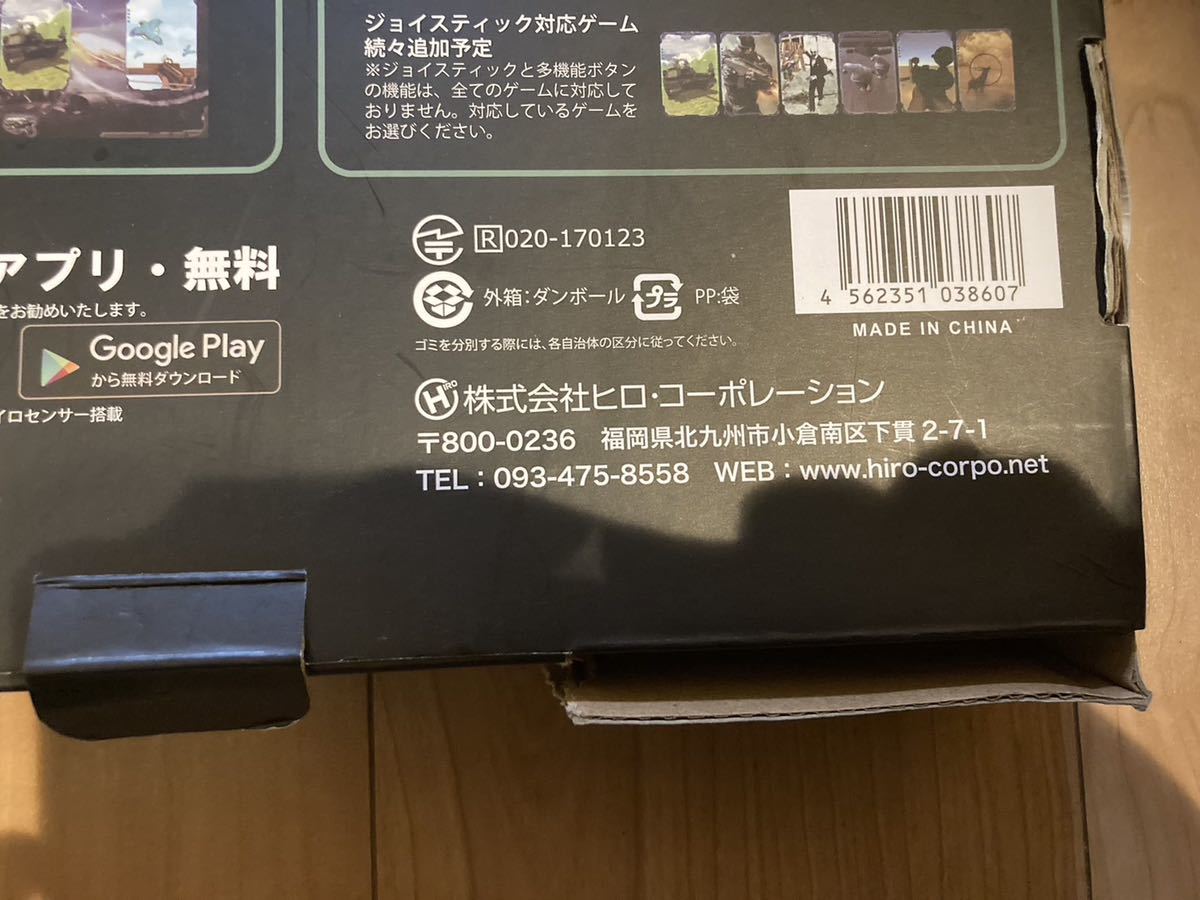 ジョイスティック対応ゲーム
続々追加予定
※ジョイスティックと多機能ボタン
の機能は、全てのゲームに対応して
おりません。対応しているゲームを
お選びください。
アプリ・無料
をお勧めいたします。
Google Play
から無料ダウンロード
イロセンサー搭載
R 020-170123
外箱:ダンボール プラ PP:袋
ゴミを分別する際には、各自治体の区分に従ってください。
4 562351 038607
MADE IN CHINA
HIRO 株式会社ヒロ・コーポレーション
〒800-0236 福岡県北九州市小倉南区下貫2-7-1
TEL:093-475-8558 WEB:www.hiro-corpo.net